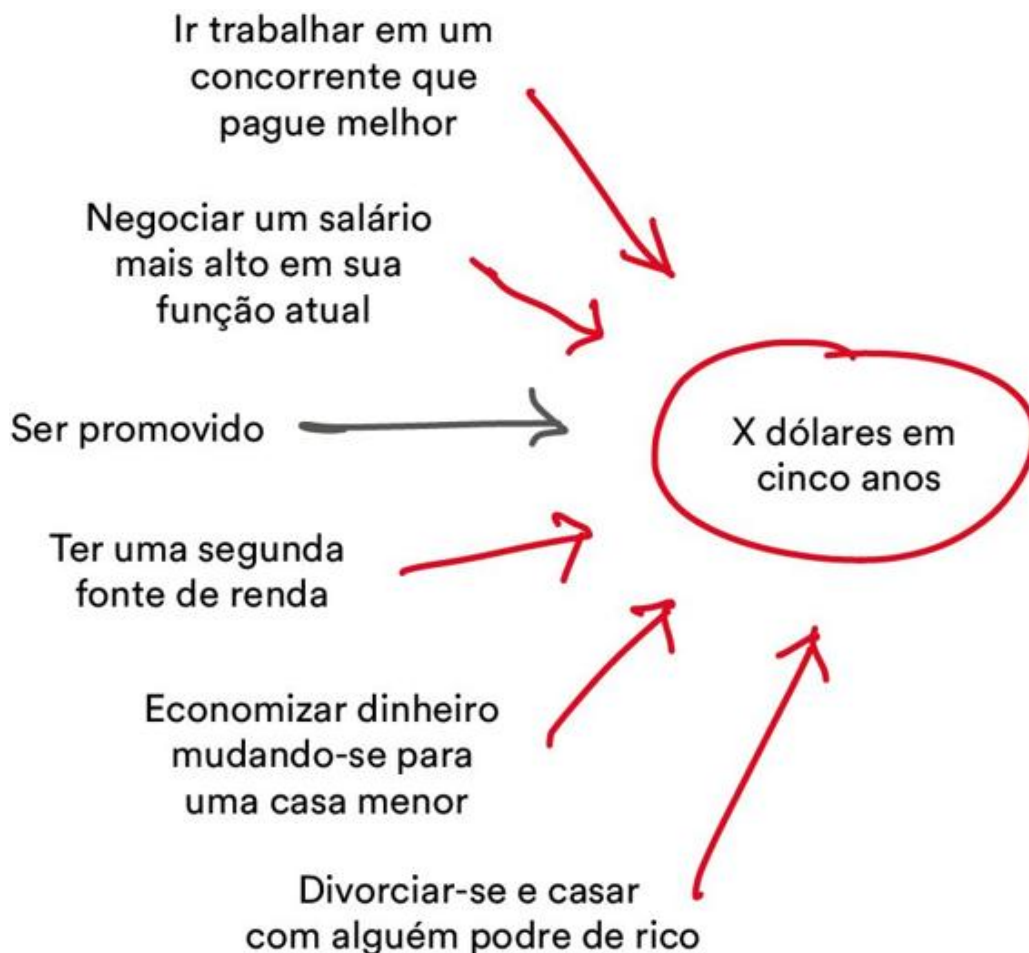 Ir trabalhar em um
concorrente que
pague melhor
Negociar um salário
mais alto em sua
função atual
Ser promovido
X dólares em
cinco anos
Ter uma segunda
fonte de renda
Economizar dinheiro
mudando-se para
uma casa menor
Divorciar-se e casar
com alguém podre de rico